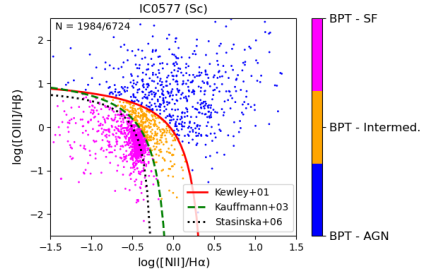 IC0577 (Sc)
N = 1984/6724
log([OIII]/Hβ)
2
1
0
−1
−2
Kewley+01
Kauffmann+03
Stasinska+06
−1.5 −1.0 −0.5 0.0 0.5 1.0 1.5
log([NII]/Hα)
BPT - SF
BPT - Intermed.
BPT - AGN